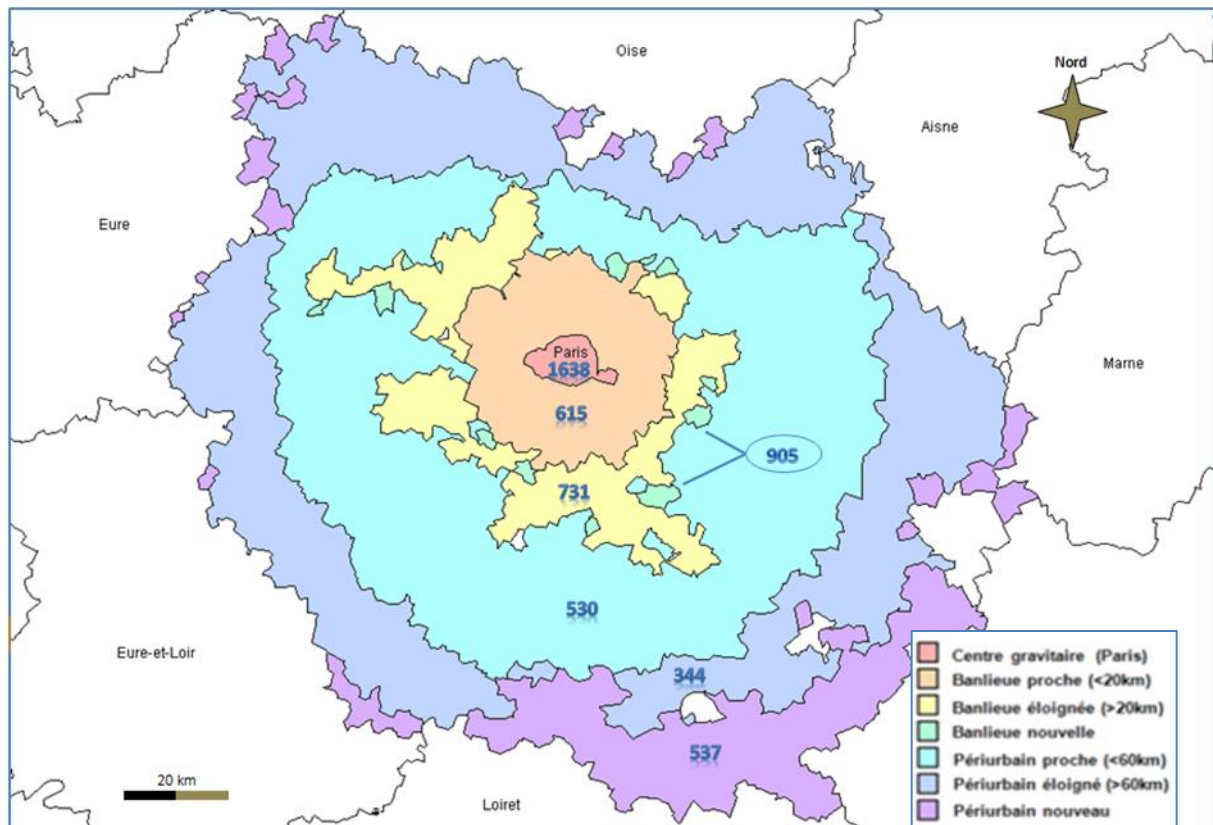 Oise
Nord
Aisne
Eure
Paris
1638
Marne
615
905
731
530
Eure-et-Loir
344
537
20 km
Loiret
Centre gravitaire (Paris)
Banlieue proche (<20km)
Banlieue éloignée (>20km)
Banlieue nouvelle
Périurbain proche (<60km)
Périurbain éloigné (>60km)
Périurbain nouveau